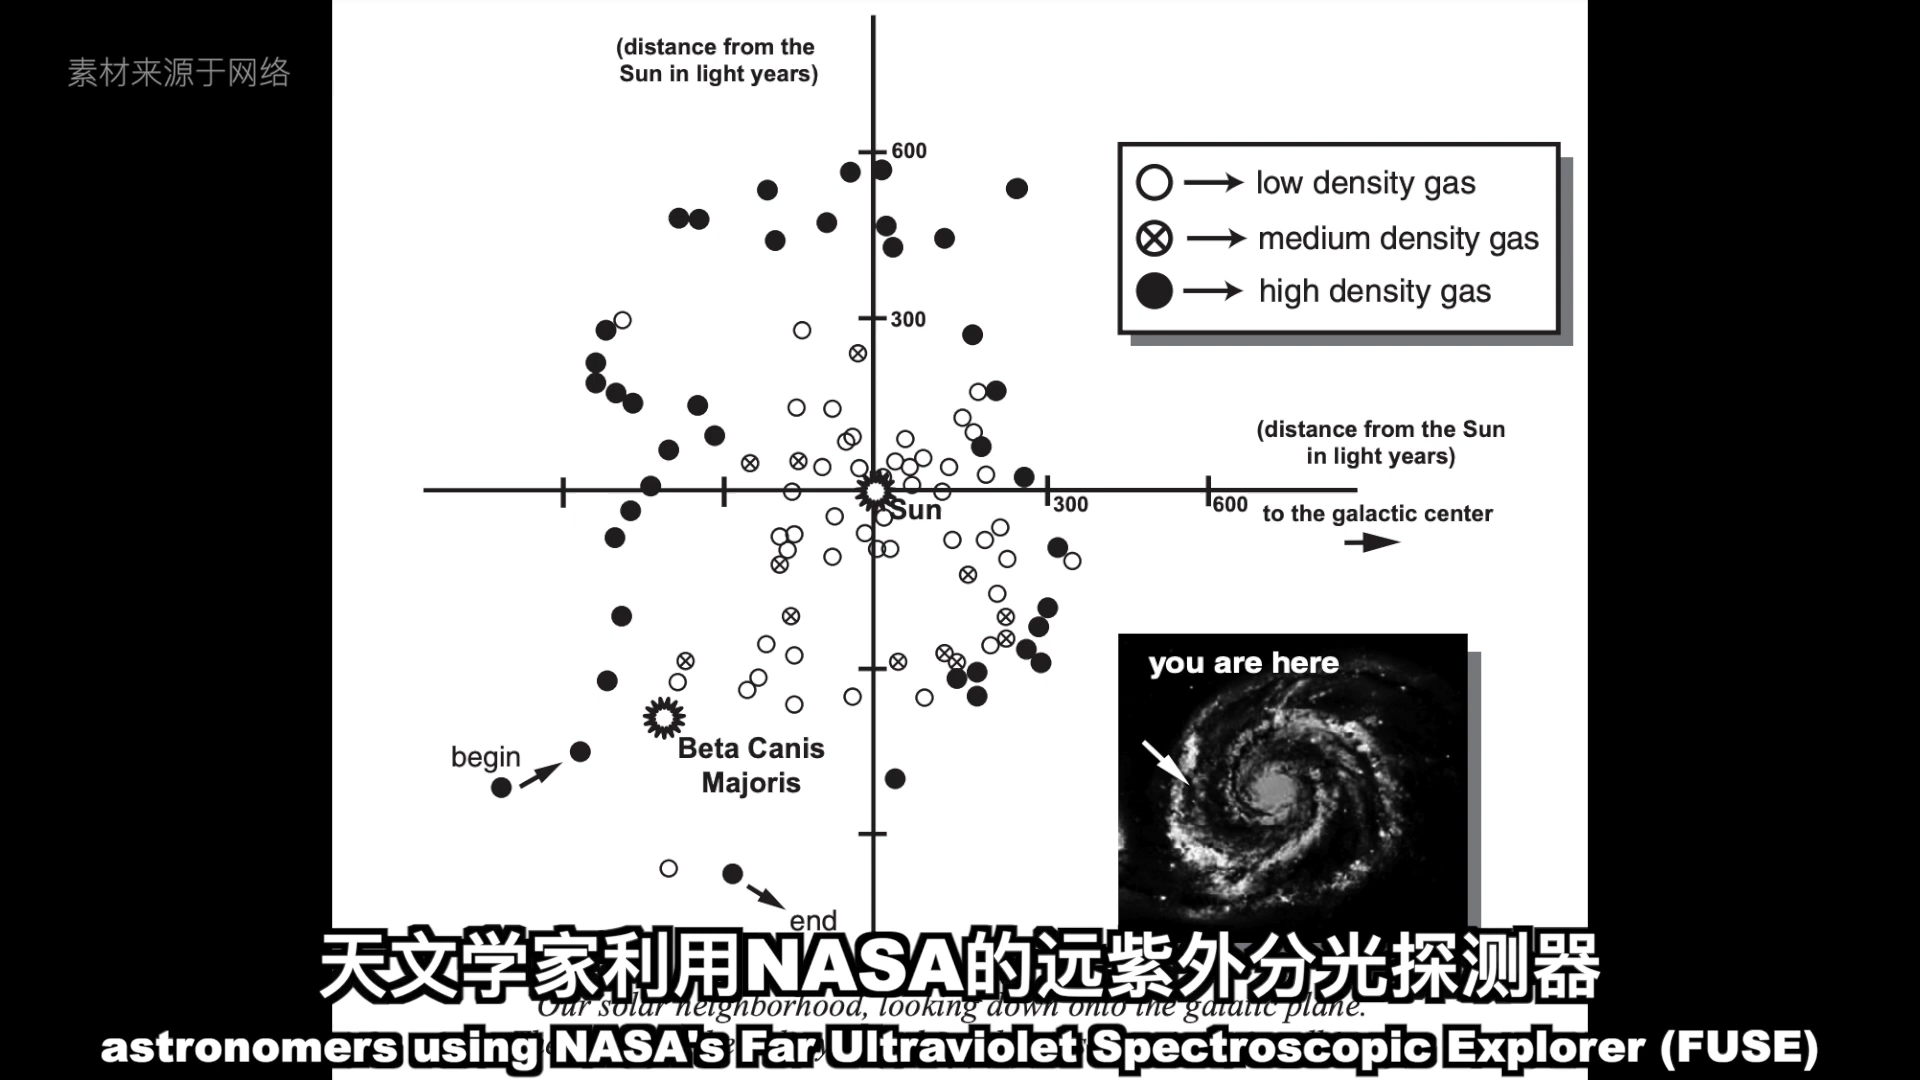 素材来源于网络
(distance from the
Sun in light years)
600
low density gas
medium density gas
high density gas
300
(distance from the Sun
in light years)
Sun
300
600
to the galactic center
you are here
begin
Beta Canis
Majoris
end
天文学家利用NASA的远紫外分光探测器
Our solar neighborhood, looking down onto the galatic plane.
astronomers using NASA's Far Ultraviolet Spectroscopic Explorer (FUSE)